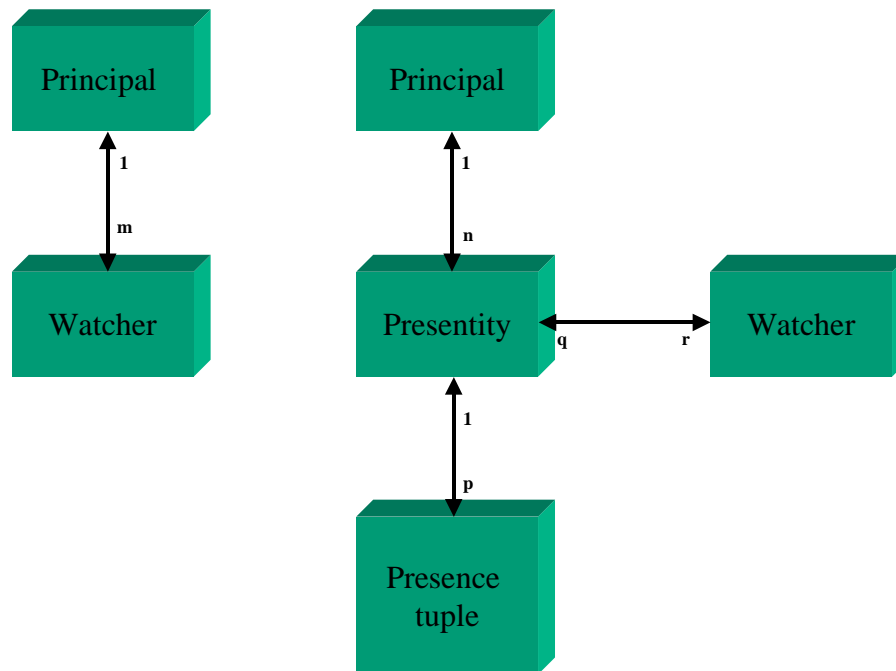 Principal
Principal
1
1
m
n
Watcher
Presentity
Watcher
q
r
1
p
Presence
tuple